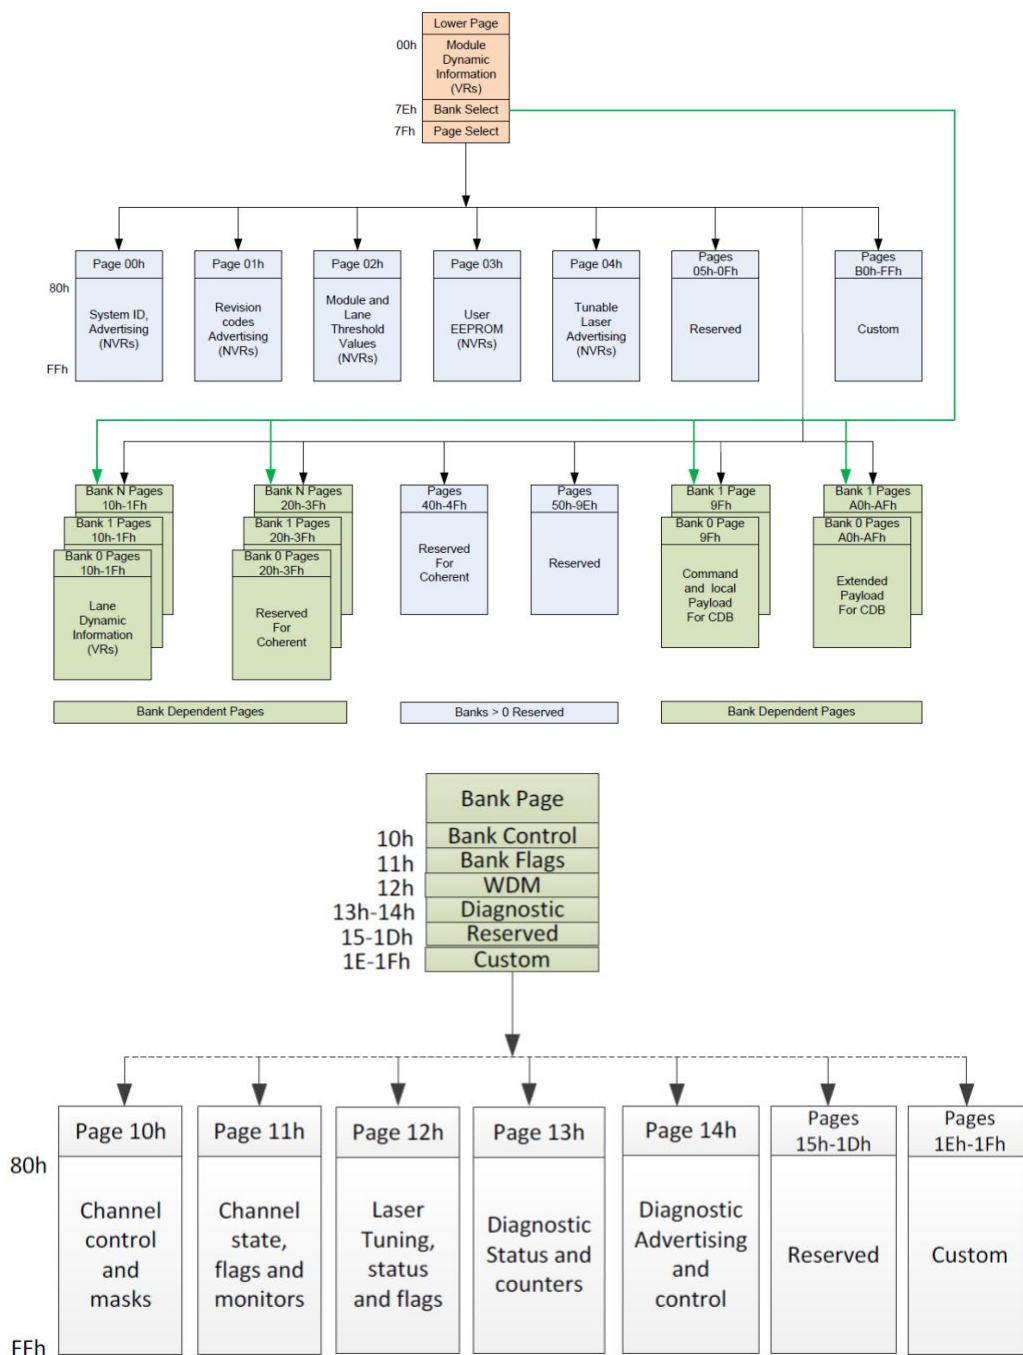 Lower Page
00h
Module
Dynamic
Information
(VRs)
7Eh
Bank Select
7Fh
Page Select
Page 00h
Page 01h
Page 02h
Page 03h
Page 04h
Pages
05h-0Fh
Pages
B0h-FFh
80h
System ID,
Advertising
(NVRs)
Revision
codes
Advertising
(NVRs)
Module and
Lane
Threshold
Values
(NVRs)
User
EEPROM
(NVRs)
Tunable
Laser
Advertising
(NVRs)
Reserved
Custom
FFh
Bank N Pages
10h-1Fh
Bank 1 Pages
10h-1Fh
Bank 0 Pages
10h-1Fh
Lane
Dynamic
Information
(VRs)
Bank N Pages
20h-3Fh
Bank 1 Pages
20h-3Fh
Bank 0 Pages
20h-3Fh
Reserved
For
Coherent
Pages
40h-4Fh
Reserved
For
Coherent
Pages
50h-9Eh
Reserved
Bank 1 Page
9Fh
Bank 0 Page
9Fh
Command
and local
Payload
For CDB
Bank 1 Pages
A0h-AFh
Bank 0 Pages
A0h-AFh
Extended
Payload
For CDB
Bank Dependent Pages
Banks > 0 Reserved
Bank Dependent Pages
Bank Page
10h
Bank Control
11h
Bank Flags
12h
WDM
13h-14h
Diagnostic
15-1Dh
Reserved
1E-1Fh
Custom
Page 10h
Page 11h
Page 12h
Page 13h
Page 14h
Pages
15h-1Dh
Pages
1Eh-1Fh
80h
Channel
control
and
masks
Channel
state,
flags and
monitors
Laser
Tuning,
status
and flags
Diagnostic
Status and
counters
Diagnostic
Advertising
and
control
Reserved
Custom
FFh